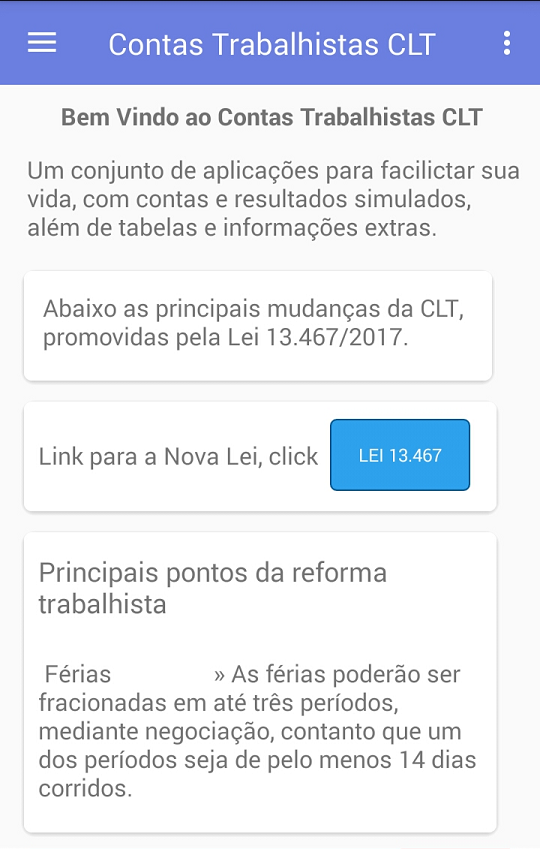 Contas Trabalhistas CLT
Bem Vindo ao Contas Trabalhistas CLT
Um conjunto de aplicações para facilictar sua
vida, com contas e resultados simulados,
além de tabelas e informações extras.
Abaixo as principais mudanças da CLT,
promovidas pela Lei 13.467/2017.
Link para a Nova Lei, click LEI 13.467
Principais pontos da reforma
trabalhista
Férias » As férias poderão ser
fracionadas em até três períodos,
mediante negociação, contanto que um
dos períodos seja de pelo menos 14 dias
corridos.